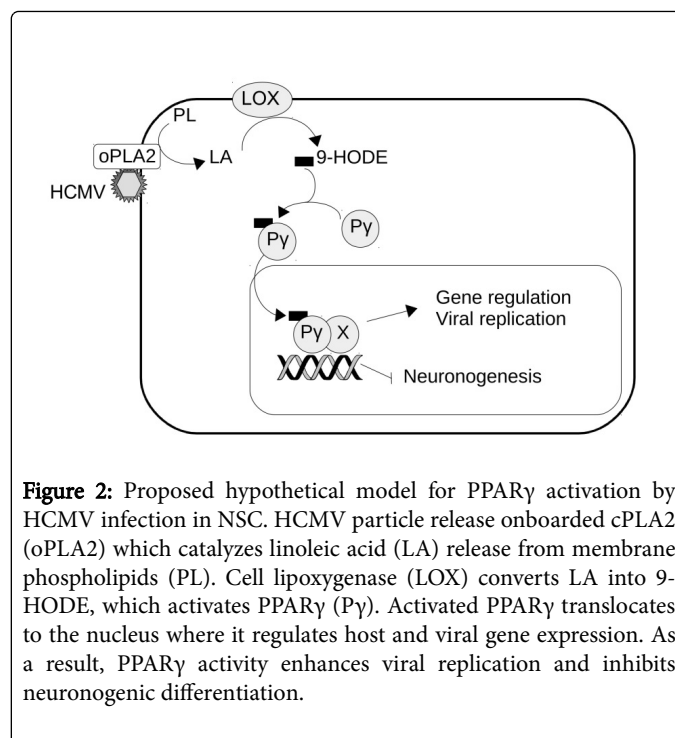 LOX
PL
oPLA2
LA
9-HODE
HCMV
Pγ
Pγ
Pγ
X
Gene regulation
Viral replication
Neuronogenesis
Figure 2: Proposed hypothetical model for PPARγ activation by
HCMV infection in NSC. HCMV particle release onboarded cPLA2
(oPLA2) which catalyzes linoleic acid (LA) release from membrane
phospholipids (PL). Cell lipoxygenase (LOX) converts LA into 9-
HODE, which activates PPARγ (Pγ). Activated PPARγ translocates
to the nucleus where it regulates host and viral gene expression. As
a result, PPARγ activity enhances viral replication and inhibits
neuronogenic differentiation.